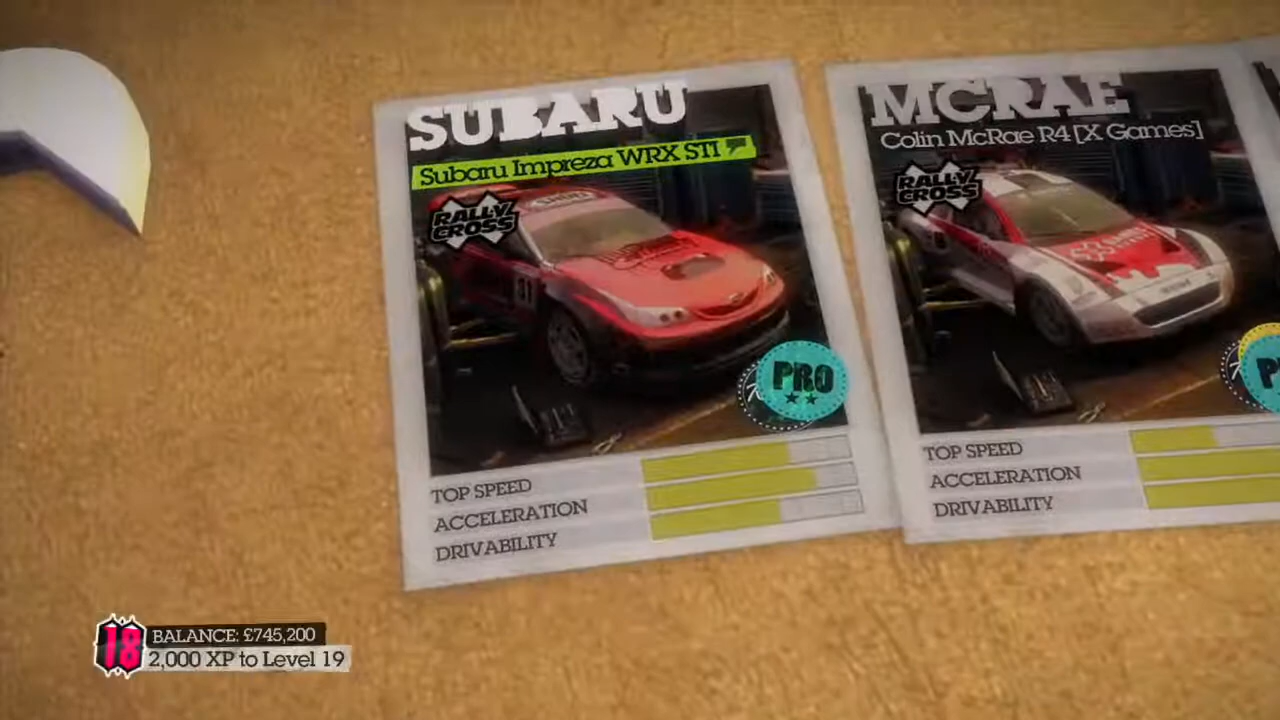 SUBARU
Subaru Impreza WRX STI
RALLY
CROSS
31
PRO
TOP SPEED
ACCELERATION
DRIVABILITY
MCRAE
Colin McRae R4 [X Games]
RALLY
CROSS
P
TOP SPEED
ACCELERATION
DRIVABILITY
18
BALANCE: £745,200
2,000 XP to Level 19